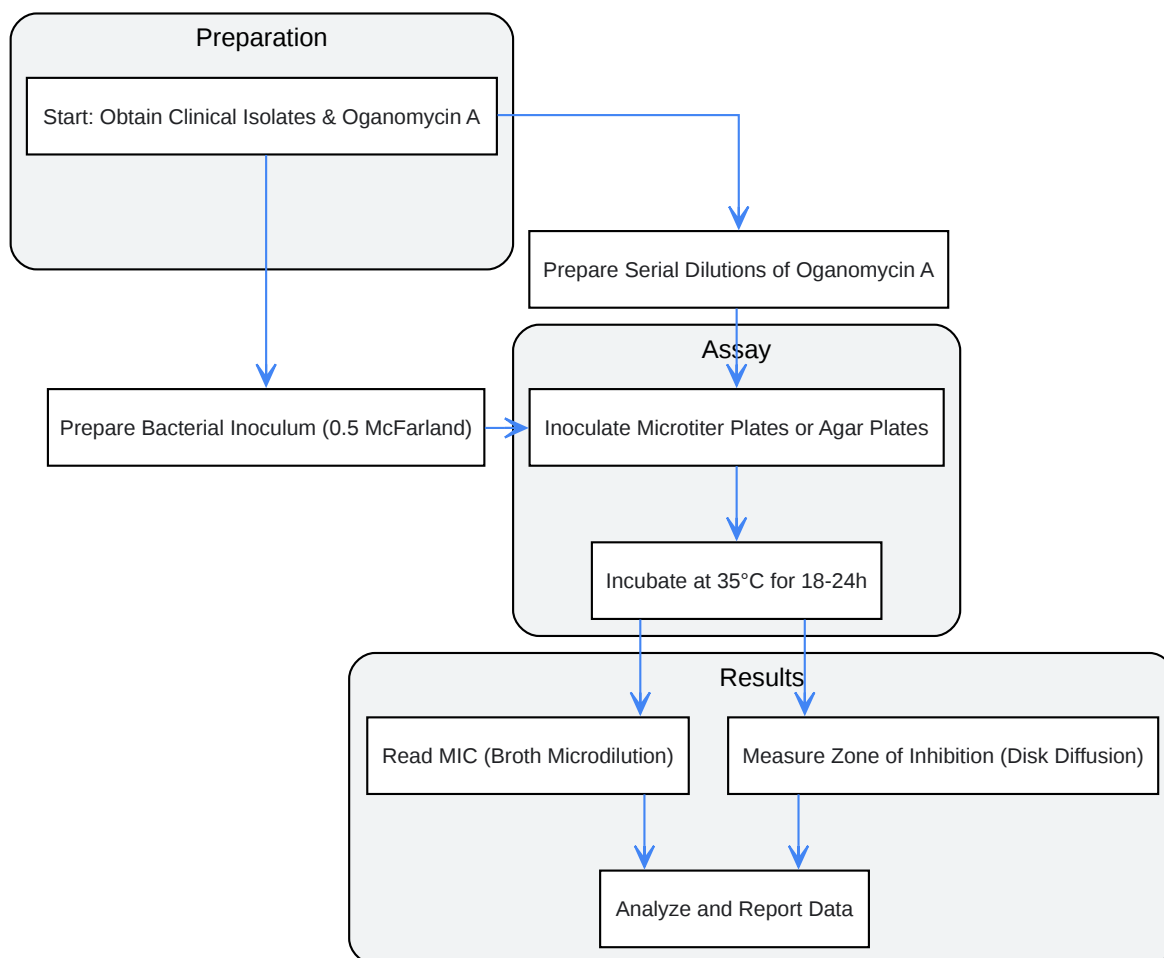 Preparation
Start: Obtain Clinical Isolates & Oganomycin A
Prepare Serial Dilutions of Oganomycin A
Assay
Prepare Bacterial Inoculum (0.5 McFarland)
Inoculate Microtiter Plates or Agar Plates
Incubate at 35°C for 18-24h
Results
Read MIC (Broth Microdilution)
Measure Zone of Inhibition (Disk Diffusion)
Analyze and Report Data